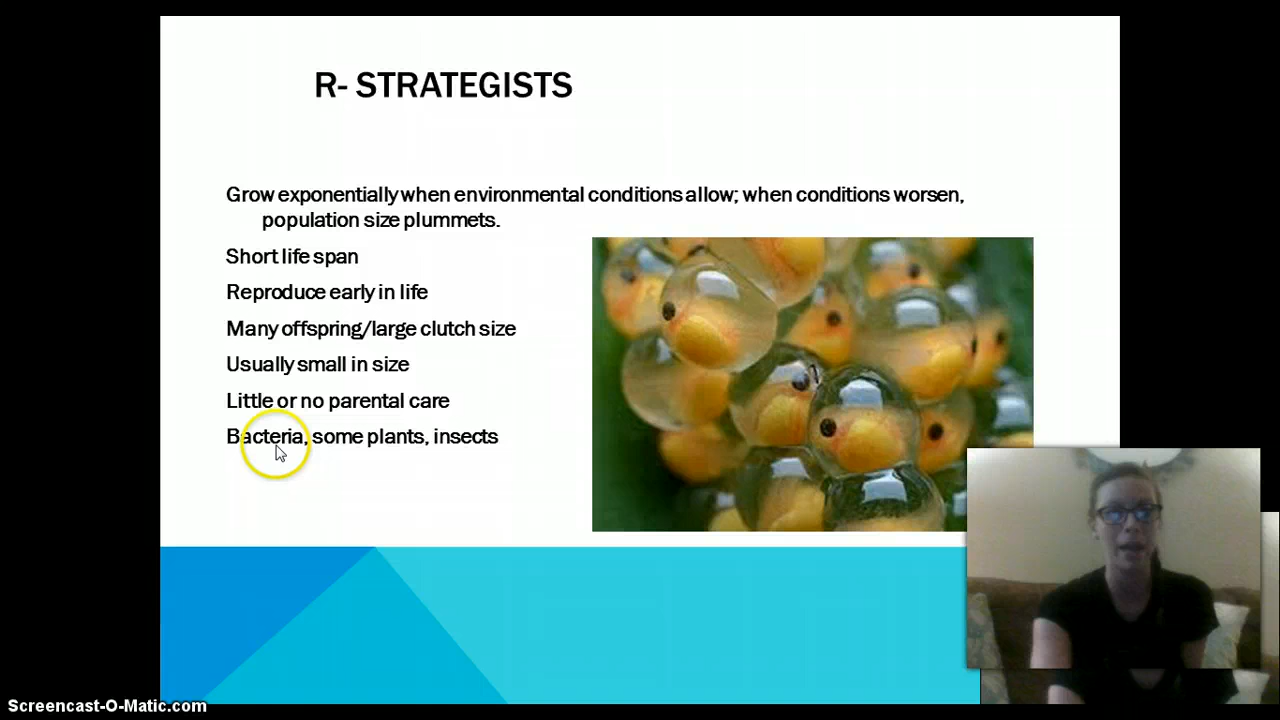 R- STRATEGISTS
Grow exponentially when environmental conditions allow; when conditions worsen,
population size plummets.
Short life span
Reproduce early in life
Many offspring/large clutch size
Usually small in size
Little or no parental care
Bacteria, some plants, insects
Screencast-O-Matic.com